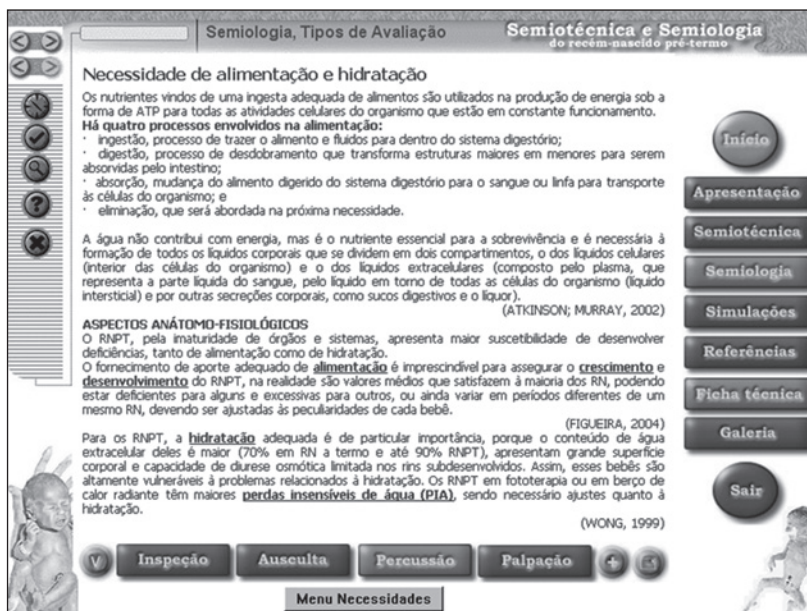 Semiologia, Tipos de Avaliação
Semiotécnica e Semiologia
do recém-nascido pré-termo
Necessidade de alimentação e hidratação
Os nutrientes vindos de uma ingesta adequada de alimentos são utilizados na produção de energia sob a
forma de ATP para todas as atividades celulares do organismo que estão em constante funcionamento.
Há quatro processos envolvidos na alimentação:
· ingestão, processo de trazer o alimento e fluidos para dentro do sistema digestório;
· digestão, processo de desdobramento que transforma estruturas maiores em menores para serem
absorvidas pelo intestino;
· absorção, mudança do alimento digerido do sistema digestório para o sangue ou linfa para transporte
às células do organismo; e
· eliminação, que será abordada na próxima necessidade.
A água não contribui com energia, mas é o nutriente essencial para a sobrevivência e é necessária à
formação de todos os líquidos corporais que se dividem em dois compartimentos, o dos líquidos celulares
(interior das células do organismo) e o dos líquidos extracelulares (composto pelo plasma, que
representa a parte líquida do sangue, pelo líquido em torno de todas as células do organismo (líquido
intersticial) e por outras secreções corporais, como sucos digestivos e o líquor).
(ATKINSON; MURRAY, 2002)
ASPECTOS ANÁTOMO-FISIOLÓGICOS
O RNPT, pela imaturidade de órgãos e sistemas, apresenta maior suscetibilidade de desenvolver
deficiências, tanto de alimentação como de hidratação.
O fornecimento de aporte adequado de alimentação é imprescindível para assegurar o crescimento e
desenvolvimento do RNPT, na realidade são valores médios que satisfazem à maioria dos RN, podendo
estar deficientes para alguns e excessivas para outros, ou ainda variar em períodos diferentes de um
mesmo RN, devendo ser ajustadas às peculiaridades de cada bebê.
(FIGUEIRA, 2004)
Para os RNPT, a hidratação adequada é de particular importância, porque o conteúdo de água
extracelular deles é maior (70% em RN a termo e até 90% RNPT), apresentam grande superfície
corporal e capacidade de diurese osmótica limitada nos rins subdesenvolvidos. Assim, esses bebês são
altamente vulneráveis à problemas relacionados à hidratação. Os RNPT em fototerapia ou em berço de
calor radiante têm maiores perdas insensíveis de água (PIA), sendo necessário ajustes quanto à
hidratação.
(WONG, 1999)
Início
Apresentação
Semiotécnica
Semiologia
Simulações
Referências
Ficha técnica
Galeria
Sair
V
Inspeção
Ausculta
Percussão
Palpação
+
Menu Necessidades
?